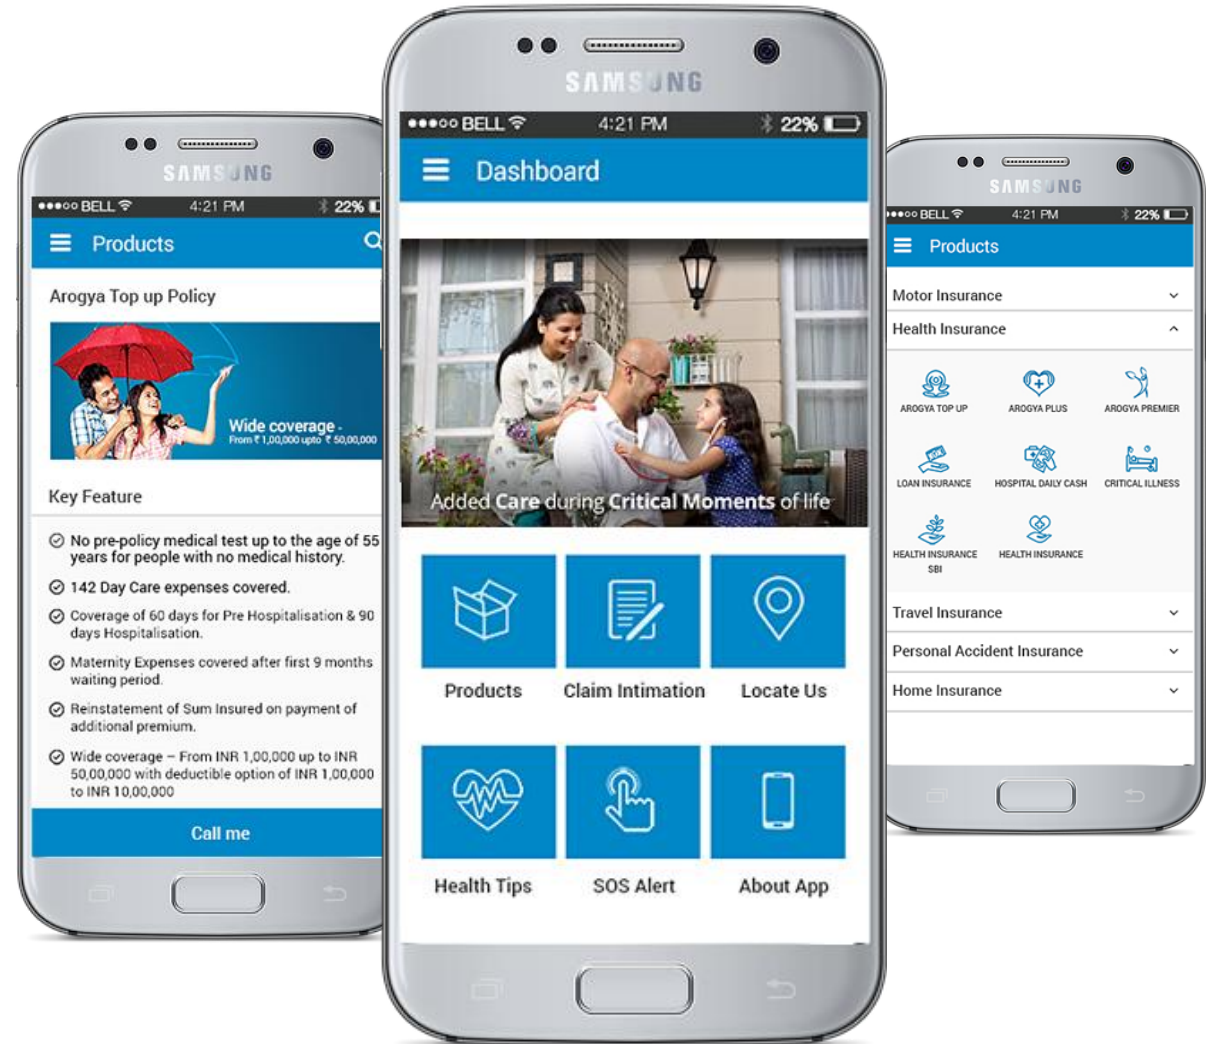 SAMSUNG
BELL 4:21 PM 22%
Products
Arogya Top up Policy
Wide coverage -
From ₹ 1,00,000 upto ₹ 50,00,000
Key Feature
No pre-policy medical test up to the age of 55
years for people with no medical history.
142 Day Care expenses covered.
Coverage of 60 days for Pre Hospitalisation & 90
days Hospitalisation.
Maternity Expenses covered after first 9 months
waiting period.
Reinstatement of Sum Insured on payment of
additional premium.
Wide coverage – From INR 1,00,000 up to INR
50,00,000 with deductible option of INR 1,00,000
to INR 10,00,000
Call me
SAMSUNG
BELL 4:21 PM 22%
Dashboard
Added Care during Critical Moments of life
Products Claim Intimation Locate Us
Health Tips SOS Alert About App
SAMSUNG
BELL 4:21 PM 22%
Products
Motor Insurance
Health Insurance
AROGYA TOP UP AROGYA PLUS AROGYA PREMIER
LOAN INSURANCE HOSPITAL DAILY CASH CRITICAL ILLNESS
HEALTH INSURANCE HEALTH INSURANCE
SBI
Travel Insurance
Personal Accident Insurance
Home Insurance